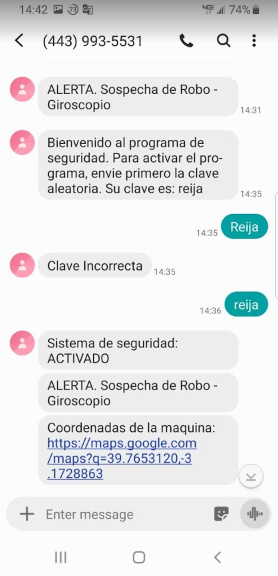 14:42 74%
(443) 993-5531
ALERTA. Sospecha de Robo -
Giroscopio
14:31
Bienvenido al programa de
seguridad. Para activar el pro-
grama, envie primero la clave
aleatoria. Su clave es: reija
14:35
Reija
14:35
Clave Incorrecta
14:35
reija
14:36
Sistema de seguridad:
ACTIVADO
ALERTA. Sospecha de Robo -
Giroscopio
Coordenadas de la maquina:
https://maps.google.com
/maps?q=39.7653120,-3
.1728863
Enter message